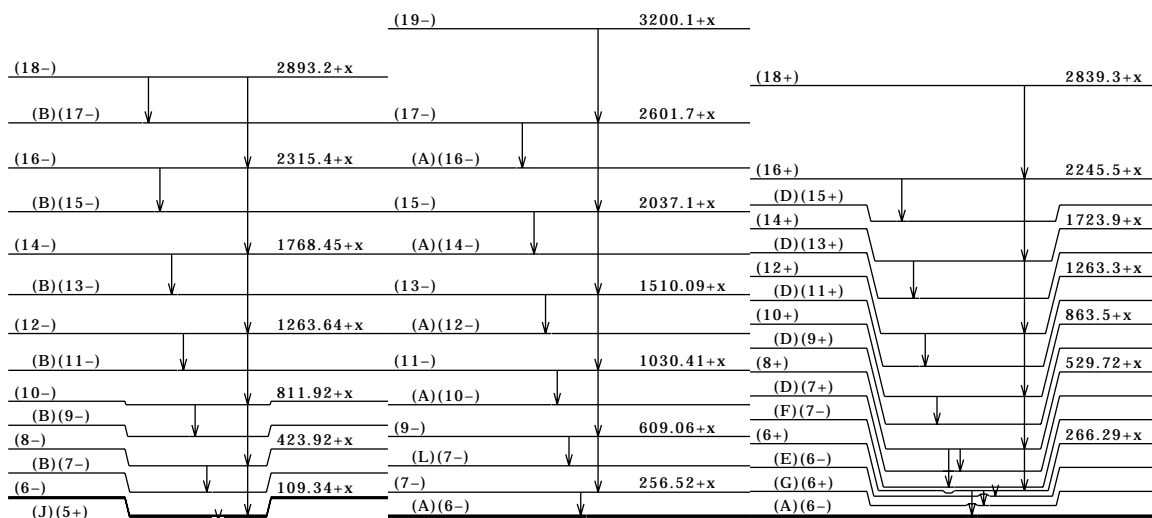 (18−) 2893.2+x
(B)(17−)
(16−) 2315.4+x
(B)(15−)
(14−) 1768.45+x
(B)(13−)
(12−) 1263.64+x
(B)(11−)
(10−) 811.92+x
(B)(9−)
(8−) 423.92+x
(B)(7−)
(6−) 109.34+x
(J)(5+)
(19−) 3200.1+x
(17−) 2601.7+x
(A)(16−)
(15−) 2037.1+x
(A)(14−)
(13−) 1510.09+x
(A)(12−)
(11−) 1030.41+x
(A)(10−)
(9−) 609.06+x
(L)(7−)
(7−) 256.52+x
(A)(6−)
(18+) 2839.3+x
(16+) 2245.5+x
(D)(15+)
(14+) 1723.9+x
(D)(13+)
(12+) 1263.3+x
(D)(11+)
(10+) 863.5+x
(D)(9+)
(8+) 529.72+x
(D)(7+)
(F)(7−)
(6+) 266.29+x
(E)(6−)
(G)(6+)
(A)(6−)